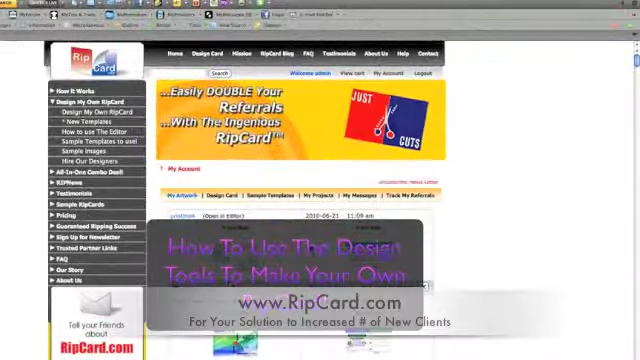 Home Design Card Mission RipCard Blog FAQ Testimonials About Us Help Contact
Rip
Card
Search
Welcome admin View cart My Account Logout
How It Works
Design My Own RipCard
Design My Own RipCard
* New Templates
How to use The Editor
Sample Templates to use!
Sample Images
Hire Our Designers
All-In-One Combo Deal!
RIPNews
Testimonials
Sample RipCards
Pricing
Guaranteed Ripping Success
Sign Up for Newsletter
Trusted Partner Links
FAQ
Our Story
About Us
...Easily DOUBLE Your
Referrals
...With The Ingenious
RipCard™
JUST
CUTS
My Account
My Artwork | Design Card | Sample Templates | My Projects | My Messages | Track My Referrals
(Open in Editor) 2010-06-21 11:09 am
How To Use The Design
Tools To Make Your Own
www.RipCard.com
For Your Solution to Increased # of New Clients
Tell your Friends
about
RipCard.com